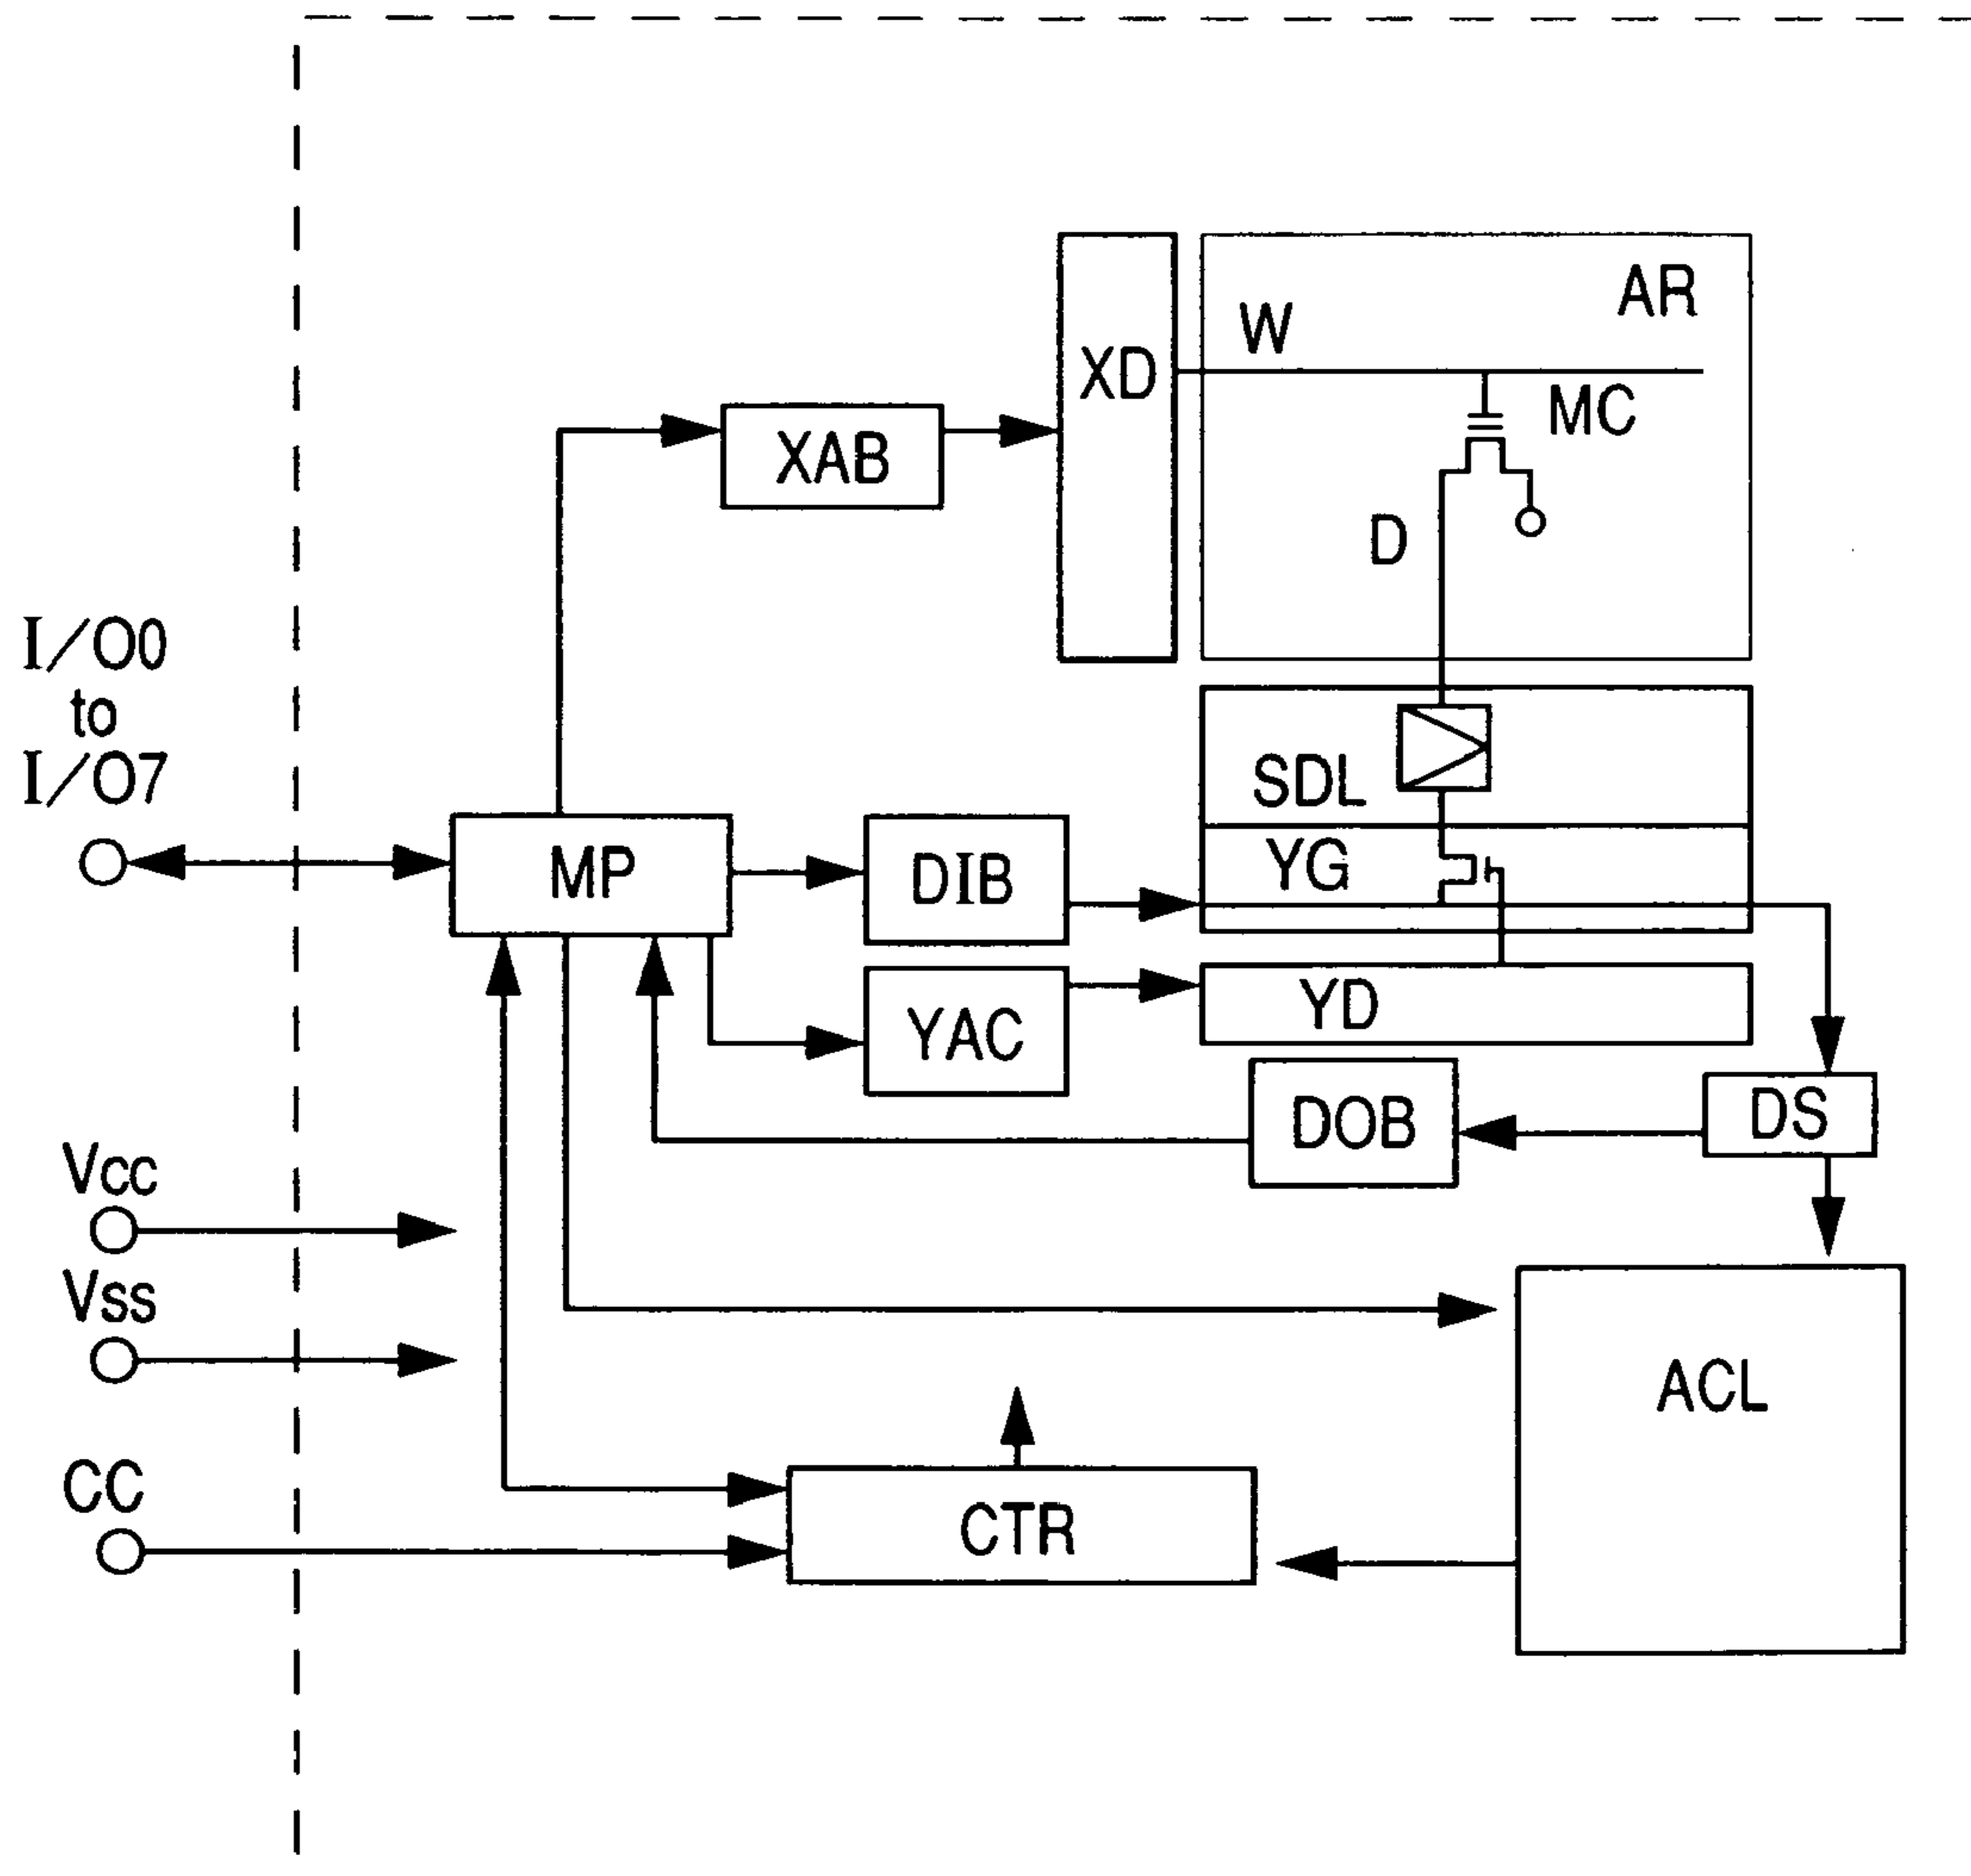 AR
W
XD
MC
XAB
D
I/O0
to
I/O7
SDL
YG
MP
DIB
YD
YAC
DS
DOB
Vcc
Vss
ACL
CC
CTR